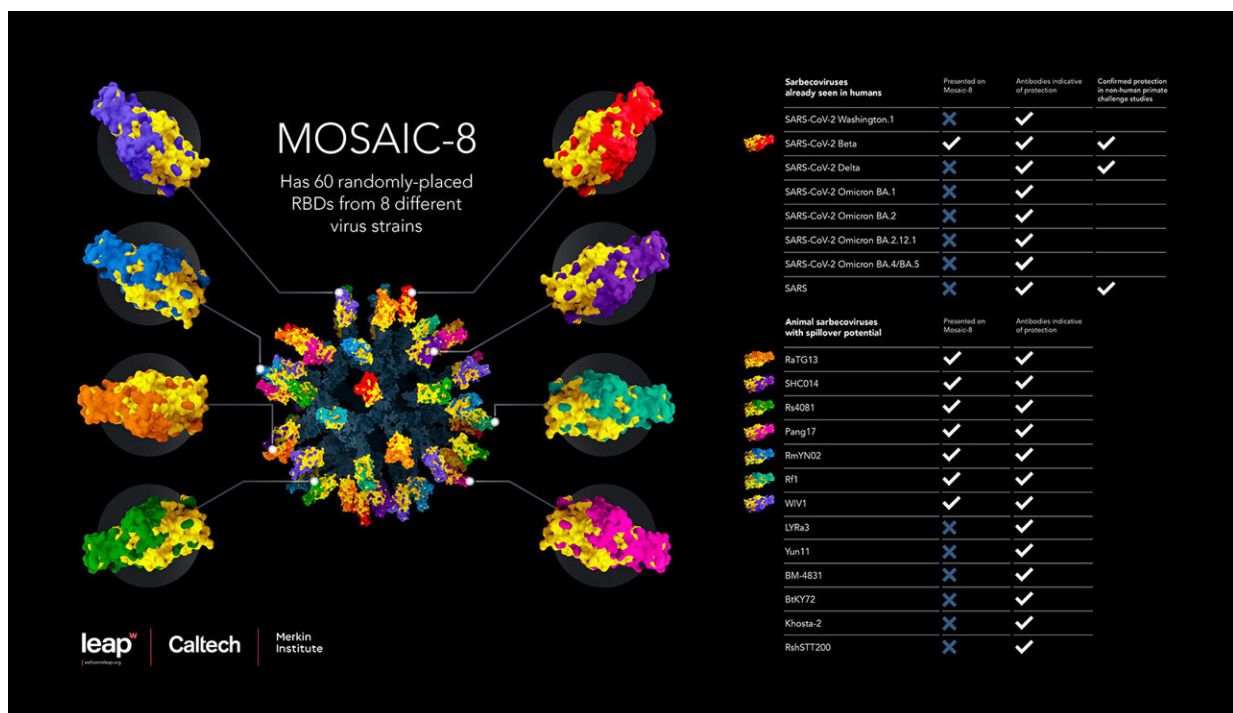 MOSAIC-8
Has 60 randomly-placed
RBDs from 8 different
virus strains
leap w
wellcomeleap.org
Caltech
Merkin
Institute
Sarbecoviruses
already seen in humans
Presented on
Mosaic-8
Antibodies indicative
of protection
Confirmed protection
in non-human primate
challenge studies
SARS-CoV-2 Washington.1
SARS-CoV-2 Beta
SARS-CoV-2 Delta
SARS-CoV-2 Omicron BA.1
SARS-CoV-2 Omicron BA.2
SARS-CoV-2 Omicron BA.2.12.1
SARS-CoV-2 Omicron BA.4/BA.5
SARS
Animal sarbecoviruses
with spillover potential
Presented on
Mosaic-8
Antibodies indicative
of protection
RaTG13
SHC014
Rs4081
Pang17
RmYN02
Rf1
WIV1
LYRa3
Yun11
BM-4831
BtKY72
Khosta-2
RshSTT200